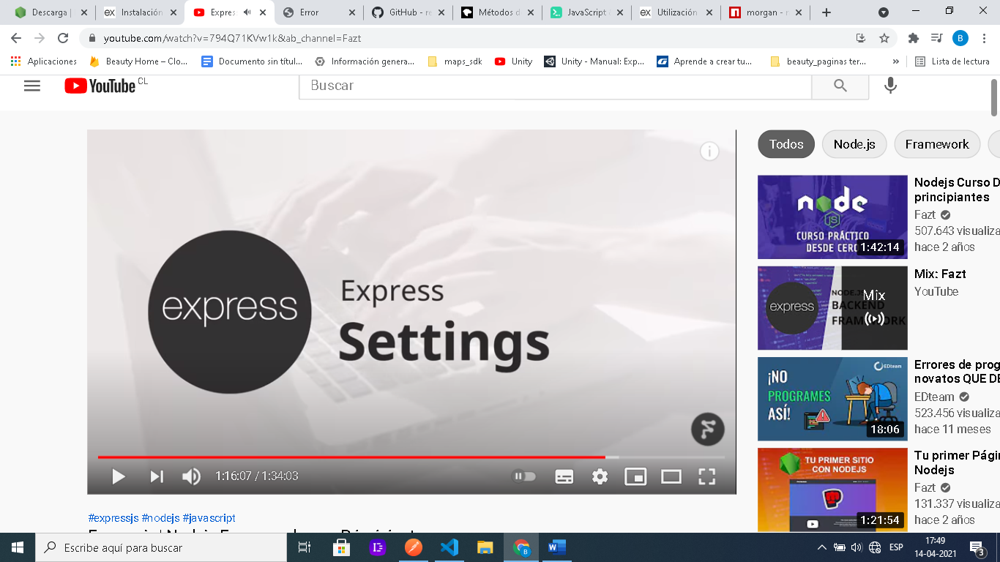 Descarga
Instalación
Expres
Error
GitHub - re
Métodos d
JavaScript
Utilización
morgan - n
youtube.com/watch?v=794Q71KVw1k&ab_channel=Fazt
B
Aplicaciones
Beauty Home – Clo...
Documento sin títul...
Información genera...
maps_sdk
Unity
Unity - Manual: Exp...
Aprende a crear tu...
beauty_paginas ter...
»
Lista de lectura
YouTube CL
Buscar
express
Express
Settings
1:16:07 / 1:34:03
#expressjs #nodejs #javascript
Todos
Node.js
Framework
node
JS
CURSO PRÁCTICO
DESDE CERO
1:42:14
Nodejs Curso D
principiantes
Fazt
507.643 visualiza
hace 2 años
express
NODE.J
BACKEND
FRAMEWORK
Mix
Mix: Fazt
YouTube
EDteam
¡NO
PROGRAMES
ASÍ!
18:06
Errores de prog
novatos QUE DE
EDteam
523.456 visualiza
hace 11 meses
TU PRIMER SITIO
CON NODEJS
1:21:54
Tu primer Págin
Nodejs
Fazt
131.337 visualiza
hace 2 años
Escribe aquí para buscar
ESP
17:49
14-04-2021
3